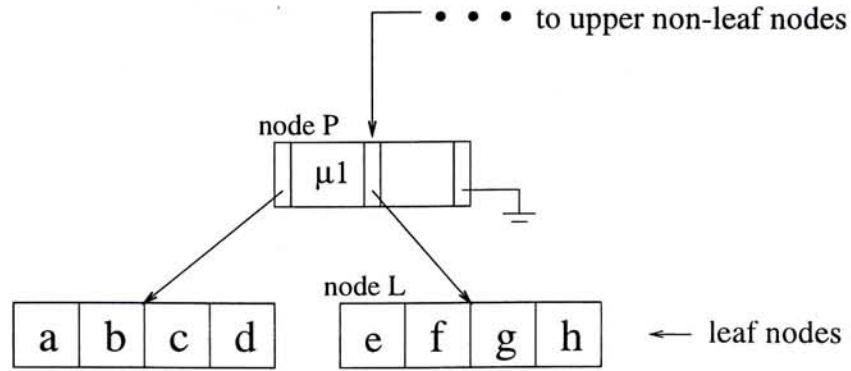 • • • to upper non-leaf nodes
node P
μ1
node L
a b c d
e f g h
leaf nodes